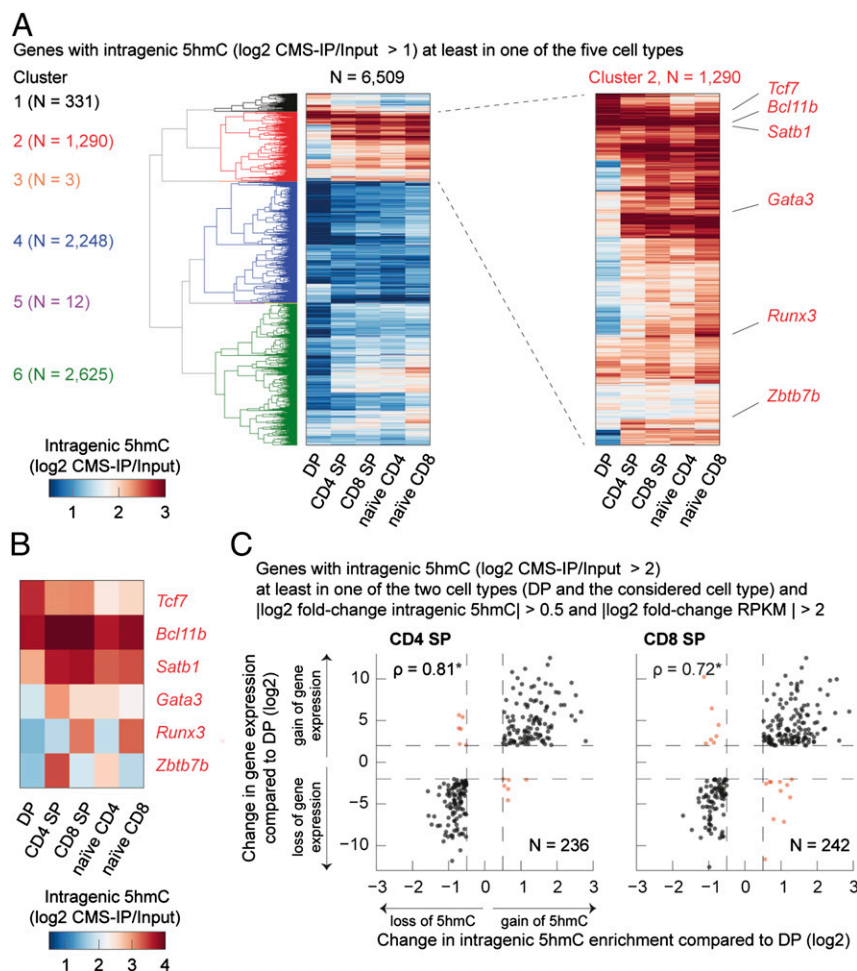 A
Genes with intragenic 5hmC (log2 CMS-IP/Input > 1) at least in one of the five cell types
Cluster
N = 6,509
Cluster 2, N = 1,290
1 (N = 331)
2 (N = 1,290)
3 (N = 3)
4 (N = 2,248)
5 (N = 12)
6 (N = 2,625)
Tcf7
Bcl11b
Satb1
Gata3
Runx3
Zbtb7b
DP
CD4 SP
CD8 SP
naïve CD4
naïve CD8
DP
CD4 SP
CD8 SP
naïve CD4
naïve CD8
Intragenic 5hmC
(log2 CMS-IP/Input)
1 2 3
B
Tcf7
Bcl11b
Satb1
Gata3
Runx3
Zbtb7b
DP
CD4 SP
CD8 SP
naïve CD4
naïve CD8
Intragenic 5hmC
(log2 CMS-IP/Input)
1 2 3 4
C
Genes with intragenic 5hmC (log2 CMS-IP/Input > 2)
at least in one of the two cell types (DP and the considered cell type) and
|log2 fold-change intragenic 5hmC| > 0.5 and |log2 fold-change RPKM | > 2
CD4 SP
CD8 SP
Change in gene expression
compared to DP (log2)
gain of gene
expression
loss of gene
expression
10
5
0
−5
−10
ρ = 0.81*
N = 236
ρ = 0.72*
N = 242
−3 −2 −1 0 1 2 3
−3 −2 −1 0 1 2 3
loss of 5hmC
gain of 5hmC
Change in intragenic 5hmC enrichment compared to DP (log2)